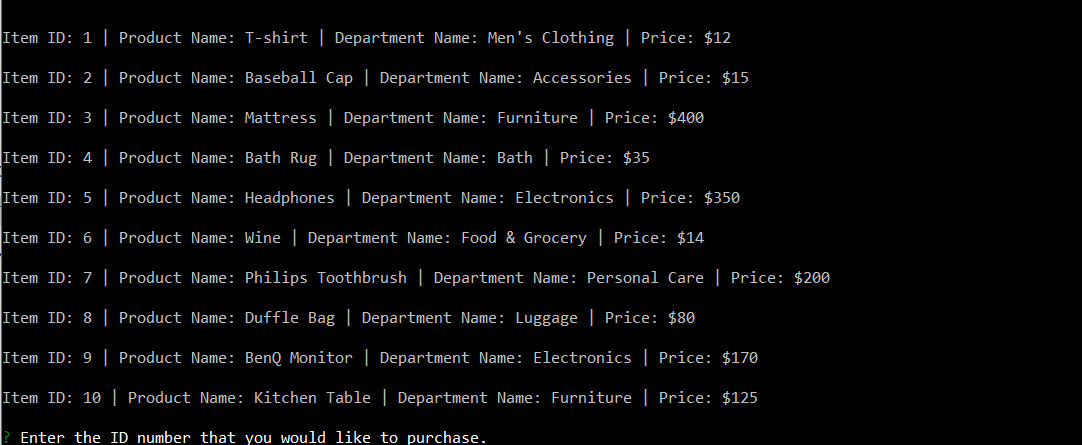 Item ID: 1 | Product Name: T-shirt | Department Name: Men's Clothing | Price: $12
Item ID: 2 | Product Name: Baseball Cap | Department Name: Accessories | Price: $15
Item ID: 3 | Product Name: Mattress | Department Name: Furniture | Price: $400
Item ID: 4 | Product Name: Bath Rug | Department Name: Bath | Price: $35
Item ID: 5 | Product Name: Headphones | Department Name: Electronics | Price: $350
Item ID: 6 | Product Name: Wine | Department Name: Food & Grocery | Price: $14
Item ID: 7 | Product Name: Philips Toothbrush | Department Name: Personal Care | Price: $200
Item ID: 8 | Product Name: Duffle Bag | Department Name: Luggage | Price: $80
Item ID: 9 | Product Name: BenQ Monitor | Department Name: Electronics | Price: $170
Item ID: 10 | Product Name: Kitchen Table | Department Name: Furniture | Price: $125
? Enter the ID number that you would like to purchase.